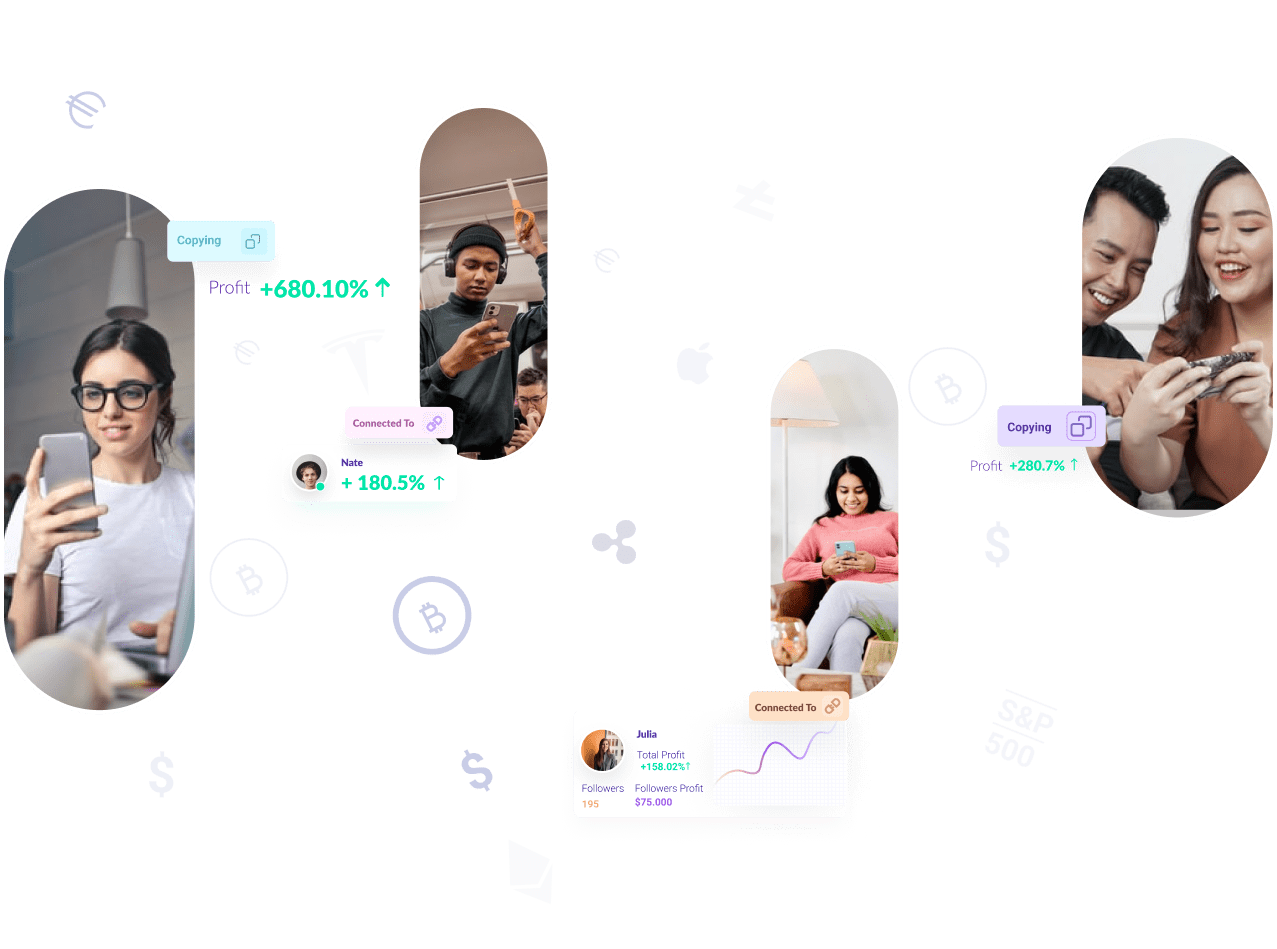 Copying
Profit +680.10% ↑
Connected To
Nate
+ 180.5% ↑
Copying
Profit +280.7% ↑
S&P
500
Connected To
Julia
Total Profit
+158.02%↑
Followers Followers Profit
195 $75.000